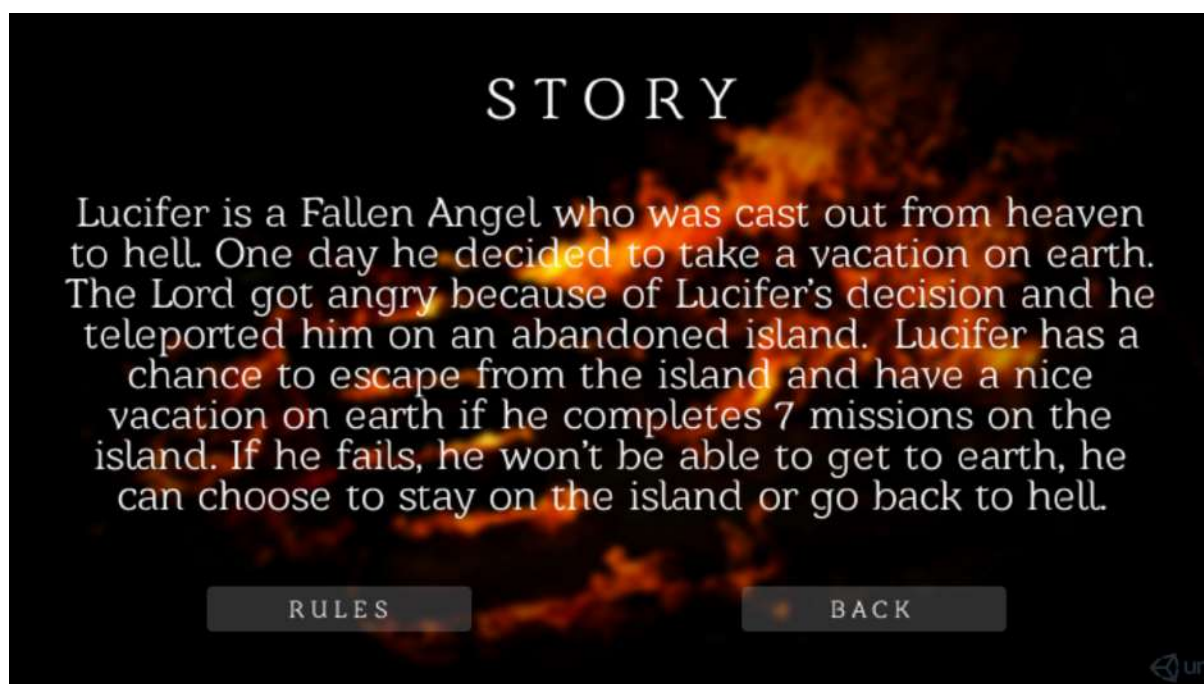 STORY
Lucifer is a Fallen Angel who was cast out from heaven
to hell. One day he decided to take a vacation on earth.
The Lord got angry because of Lucifer's decision and he
teleported him on an abandoned island. Lucifer has a
chance to escape from the island and have a nice
vacation on earth if he completes 7 missions on the
island. If he fails, he won't be able to get to earth, he
can choose to stay on the island or go back to hell.
RULES
BACK